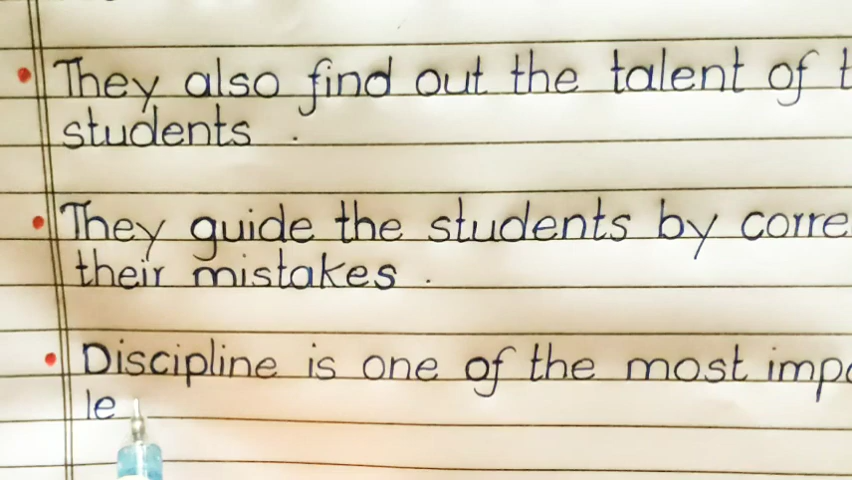 They also find out the talent of t
students .
They guide the students by corre
their mistakes .
Discipline is one of the most imp
le